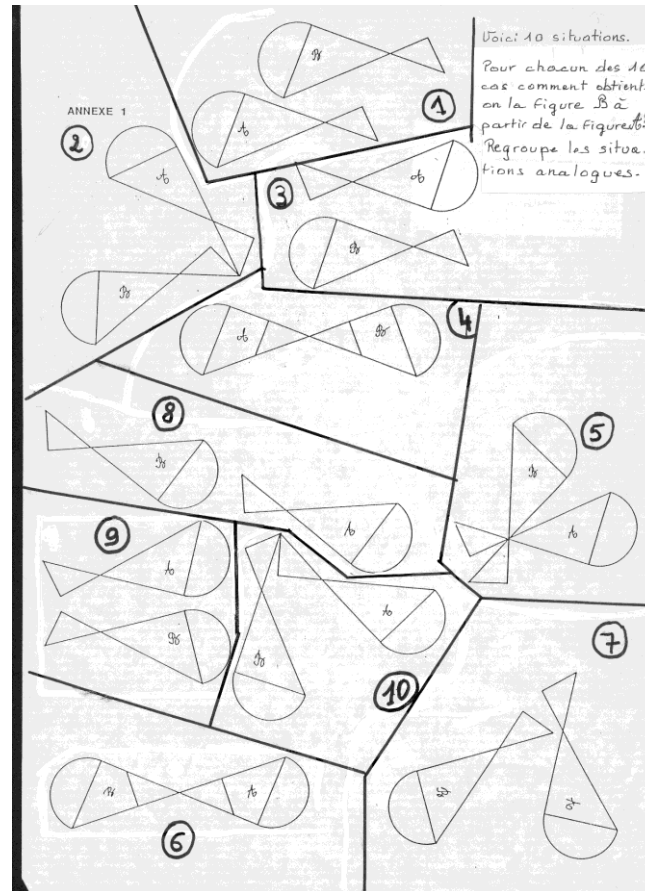 Voici 10 situations.
Pour chacun des 10
cas comment obtient-
on la Figure B à
partir de la Figure A?
Regroupe les situa-
tions analogues.
ANNEXE 1
1
B
A
2
A
B
3
A
B
4
A
B
5
B
A
8
B
A
9
A
B
10
A
B
7
B
A
6
B
A